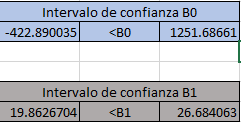 Intervalo de confianza B0
-422.890035 <B0 1251.68661
Intervalo de confianza B1
19.8626704 <B1 26.684063